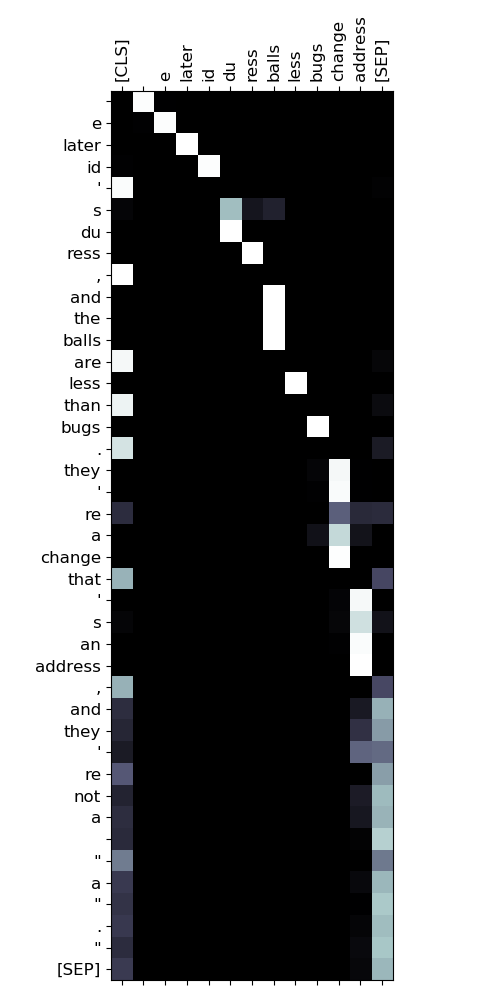 [CLS]
e
later
id
du
ress
balls
less
bugs
change
address
[SEP]
e
later
id
'
s
du
ress
,
and
the
balls
are
less
than
bugs
.
they
'
re
a
change
that
'
s
an
address
,
and
they
'
re
not
a
"
a
"
.
"
[SEP]